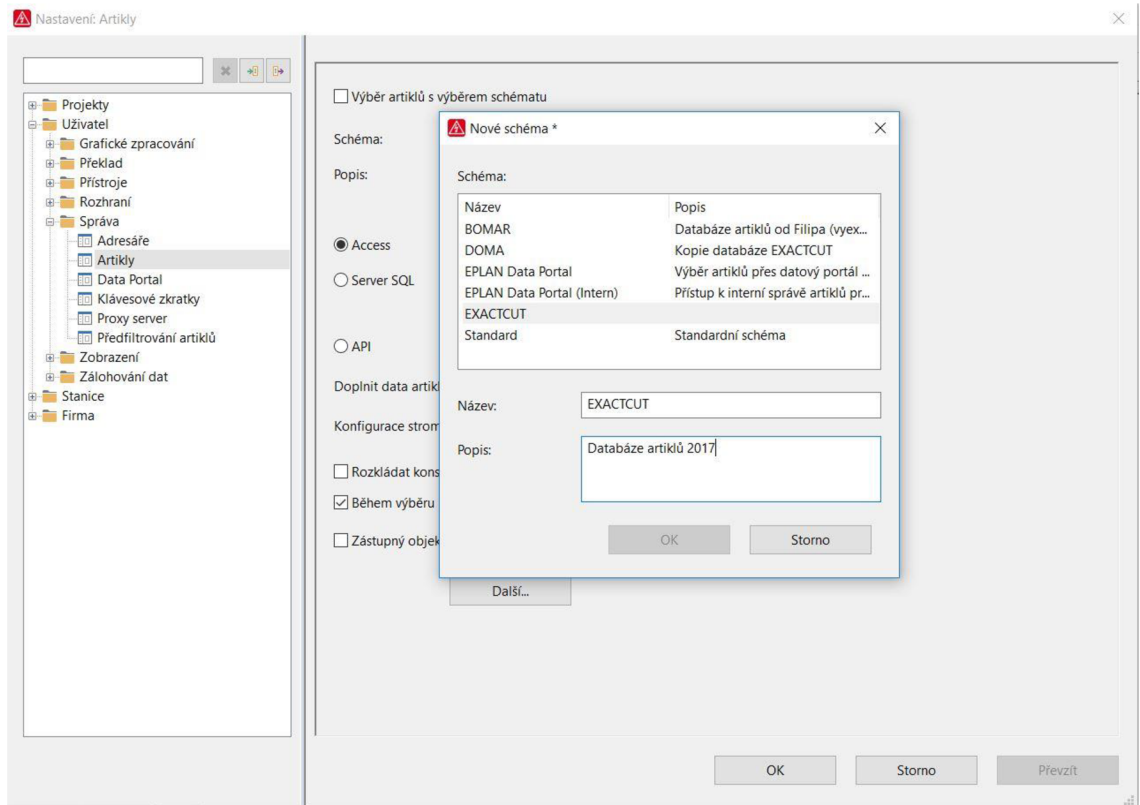 Nastavení: Artikly
Projekty
Uživatel
Grafické zpracování
Překlad
Přístroje
Rozhraní
Správa
Adresáře
Artikly
Data Portal
Klávesové zkratky
Proxy server
Předfiltrování artiklů
Zobrazení
Zálohování dat
Stanice
Firma
Výběr artiklů s výběrem schématu
Schéma:
Popis:
Access
Server SQL
API
Doplnit data artikl
Konfigurace strom
Rozkládat kons
Během výběru
Zástupný objek
Další...
Nové schéma *
Schéma:
Název Popis
BOMAR Databáze artiklů od Filipa (vyex...
DOMA Kopie databáze EXACTCUT
EPLAN Data Portal Výběr artiklů přes datový portál ...
EPLAN Data Portal (Intern) Přístup k interní správě artiklů pr...
EXACTCUT
Standard Standardní schéma
Název: EXACTCUT
Popis: Databáze artiklů 2017
OK Storno
OK Storno Převzít